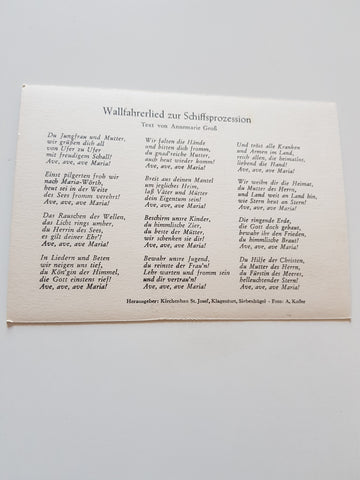 Wallfahrerlied zur Schiffsprozession
Text von Annemarie Groß
Du Jungfrau und Mutter,
wir grüßen dich all
von Ufer zu Ufer
mit freudigem Schall!
Ave, ave, ave Maria!
Einst pilgerten froh wir
nach Maria-Wörth,
heut sei in der Weite
des Sees fromm verehrt!
Ave, ave, ave Maria!
Das Rauschen der Wellen,
das Licht rings umher,
du Herrin des Sees,
es gilt deiner Ehr'!
Ave, ave, ave Maria!
In Liedern und Beten
wir neigen uns tief,
du Kön'gin der Himmel,
die Gott einstens rief!
Ave, ave, ave Maria!
Wir falten die Hände
und bitten dich fromm,
du gnad'reiche Mutter,
auch heut wieder komm!
Ave, ave, ave Maria!
Breit aus deinen Mantel
um jegliches Heim,
laß Väter und Mütter
dein Eigentum sein!
Ave, ave, ave Maria!
Beschirm unsre Kinder,
du himmlische Zier,
du beste der Mütter,
wir schenken sie dir!
Ave, ave, ave Maria!
Bewahr unsre Jugend,
du reinste der Frau'n!
Lehr warten und fromm sein
und dir vertrau'n!
Ave, ave, ave Maria!
Und tröst alle Kranken
und Armen im Land,
reich allen, die heimatlos,
liebend die Hand!
Ave, ave, ave Maria!
Wir weihn dir die Heimat,
du Mutter des Herrn,
und Land weit an Land hin,
wie Stern an Stern!
Ave, ave, ave Maria!
Die ringende Erde,
die Gott doch gebaut,
bewahr ihr den Frieden,
du himmlische Braut!
Ave, ave, ave Maria!
Du Hilfe der Christen,
du Mutter des Herrn,
du Fürstin des Meeres,
helleuchtender Stern!
Ave, ave, ave Maria!
Herausgeber: Kirchenbau St. Josef, Klagenfurt, Siebenhügel - Foto: A. Kofler